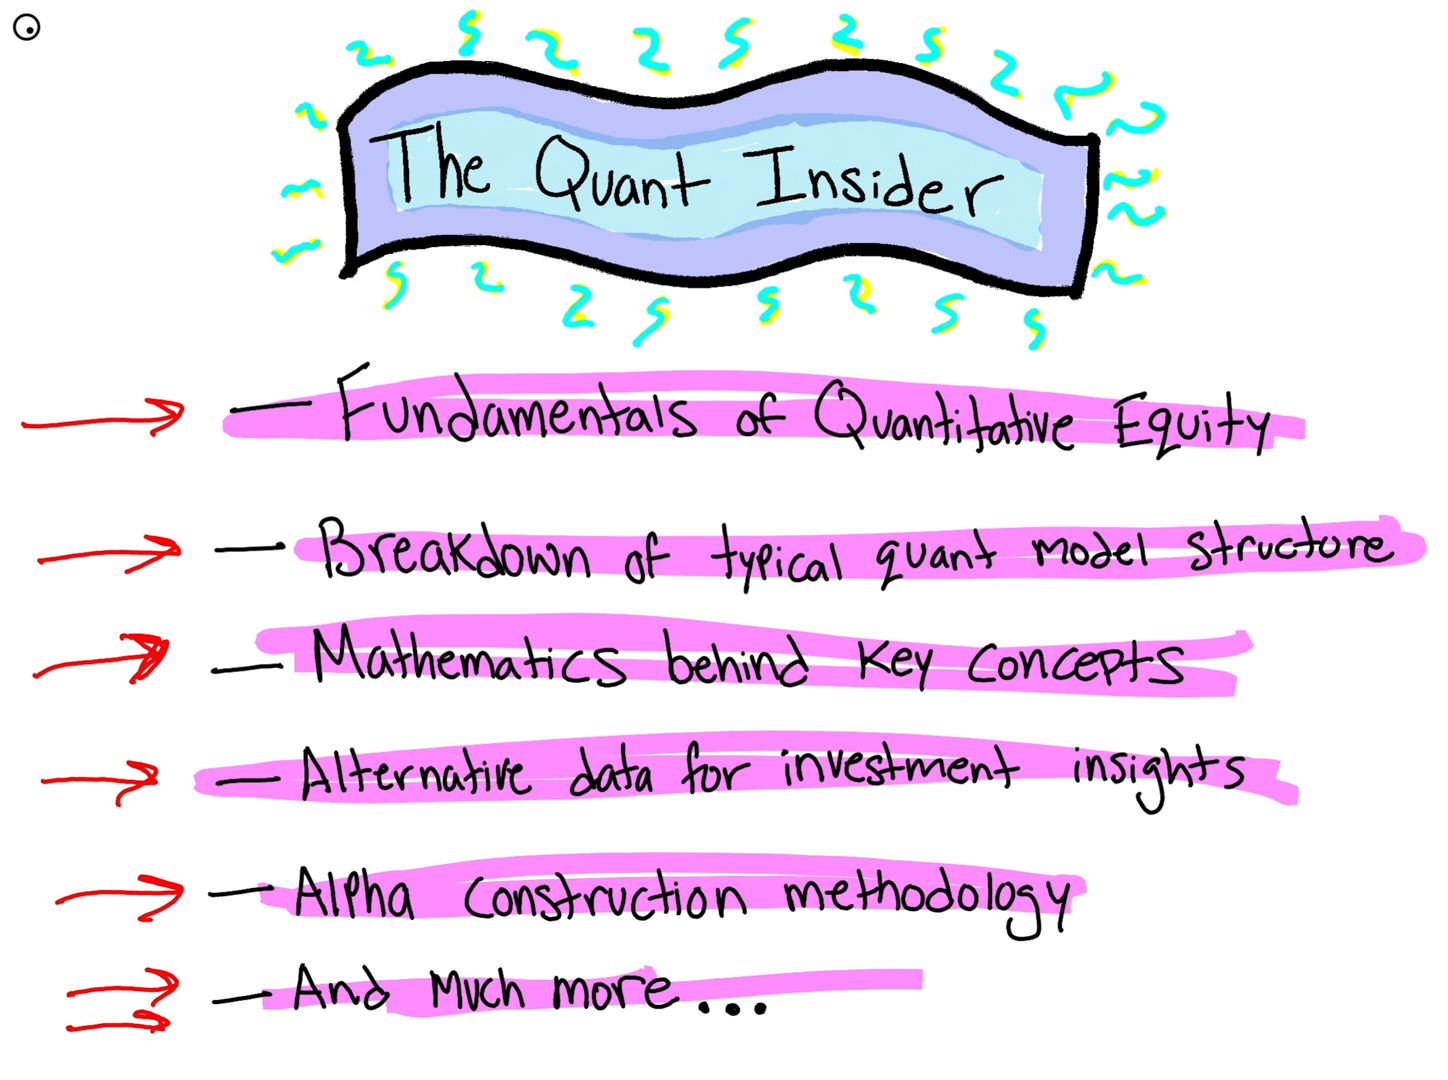 The Quant Insider
— Fundamentals of Quantitative Equity
— Breakdown of typical quant model structure
— Mathematics behind key concepts
— Alternative data for investment insights
— Alpha construction methodology
— And Much more...